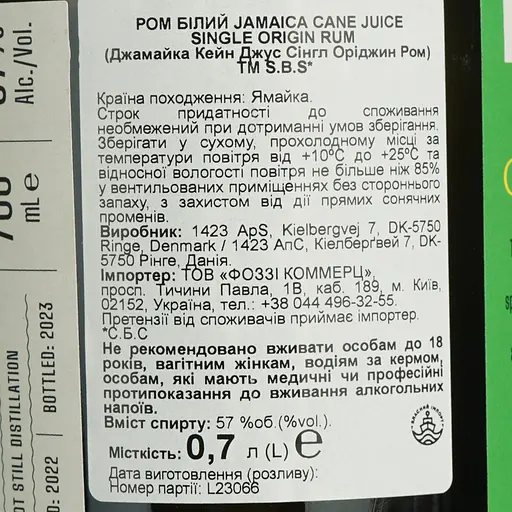 РОМ БІЛИЙ JAMAICA CANE JUICE
SINGLE ORIGIN RUM
(Джамайка Кейн Джус Сінгл Оріджин Ром)
ТМ S.B.S*
Країна походження: Ямайка.
Строк придатності до споживання
необмежений при дотриманні умов зберігання.
Зберігати у сухому, прохолодному місці за
температури повітря від +10ºС до +25ºС та
відносної вологості повітря не більше ніж 85%
у вентильованих приміщеннях без стороннього
запаху, з захистом від дії прямих сонячних
променів.
Виробник: 1423 ApS, Kielbergvej 7, DK-5750
Ringe, Denmark / 1423 АпС, Кіелберґвей 7, DK-
5750 Рінге, Данія.
Імпортер: ТОВ «ФОЗЗІ КОММЕРЦ»,
просп. Тичини Павла, 1В, каб. 189, м. Київ,
02152, Україна, тел.: +38 044 496-32-55.
Претензії від споживачів приймає імпортер.
*С.Б.С
Не рекомендовано вживати особам до 18
років, вагітним жінкам, водіям за кермом,
особам, які мають медичні чи професійні
протипоказання до вживання алкогольних
напоїв.
Вміст спирту: 57 %об.(%vol.).
Місткість: 0,7 л (L) e
Дата виготовлення (розливу):
Номер партії: L23066
Alc./Vol.
mL e
BOTTLED: 2023
2022
STILL DISTILLATION